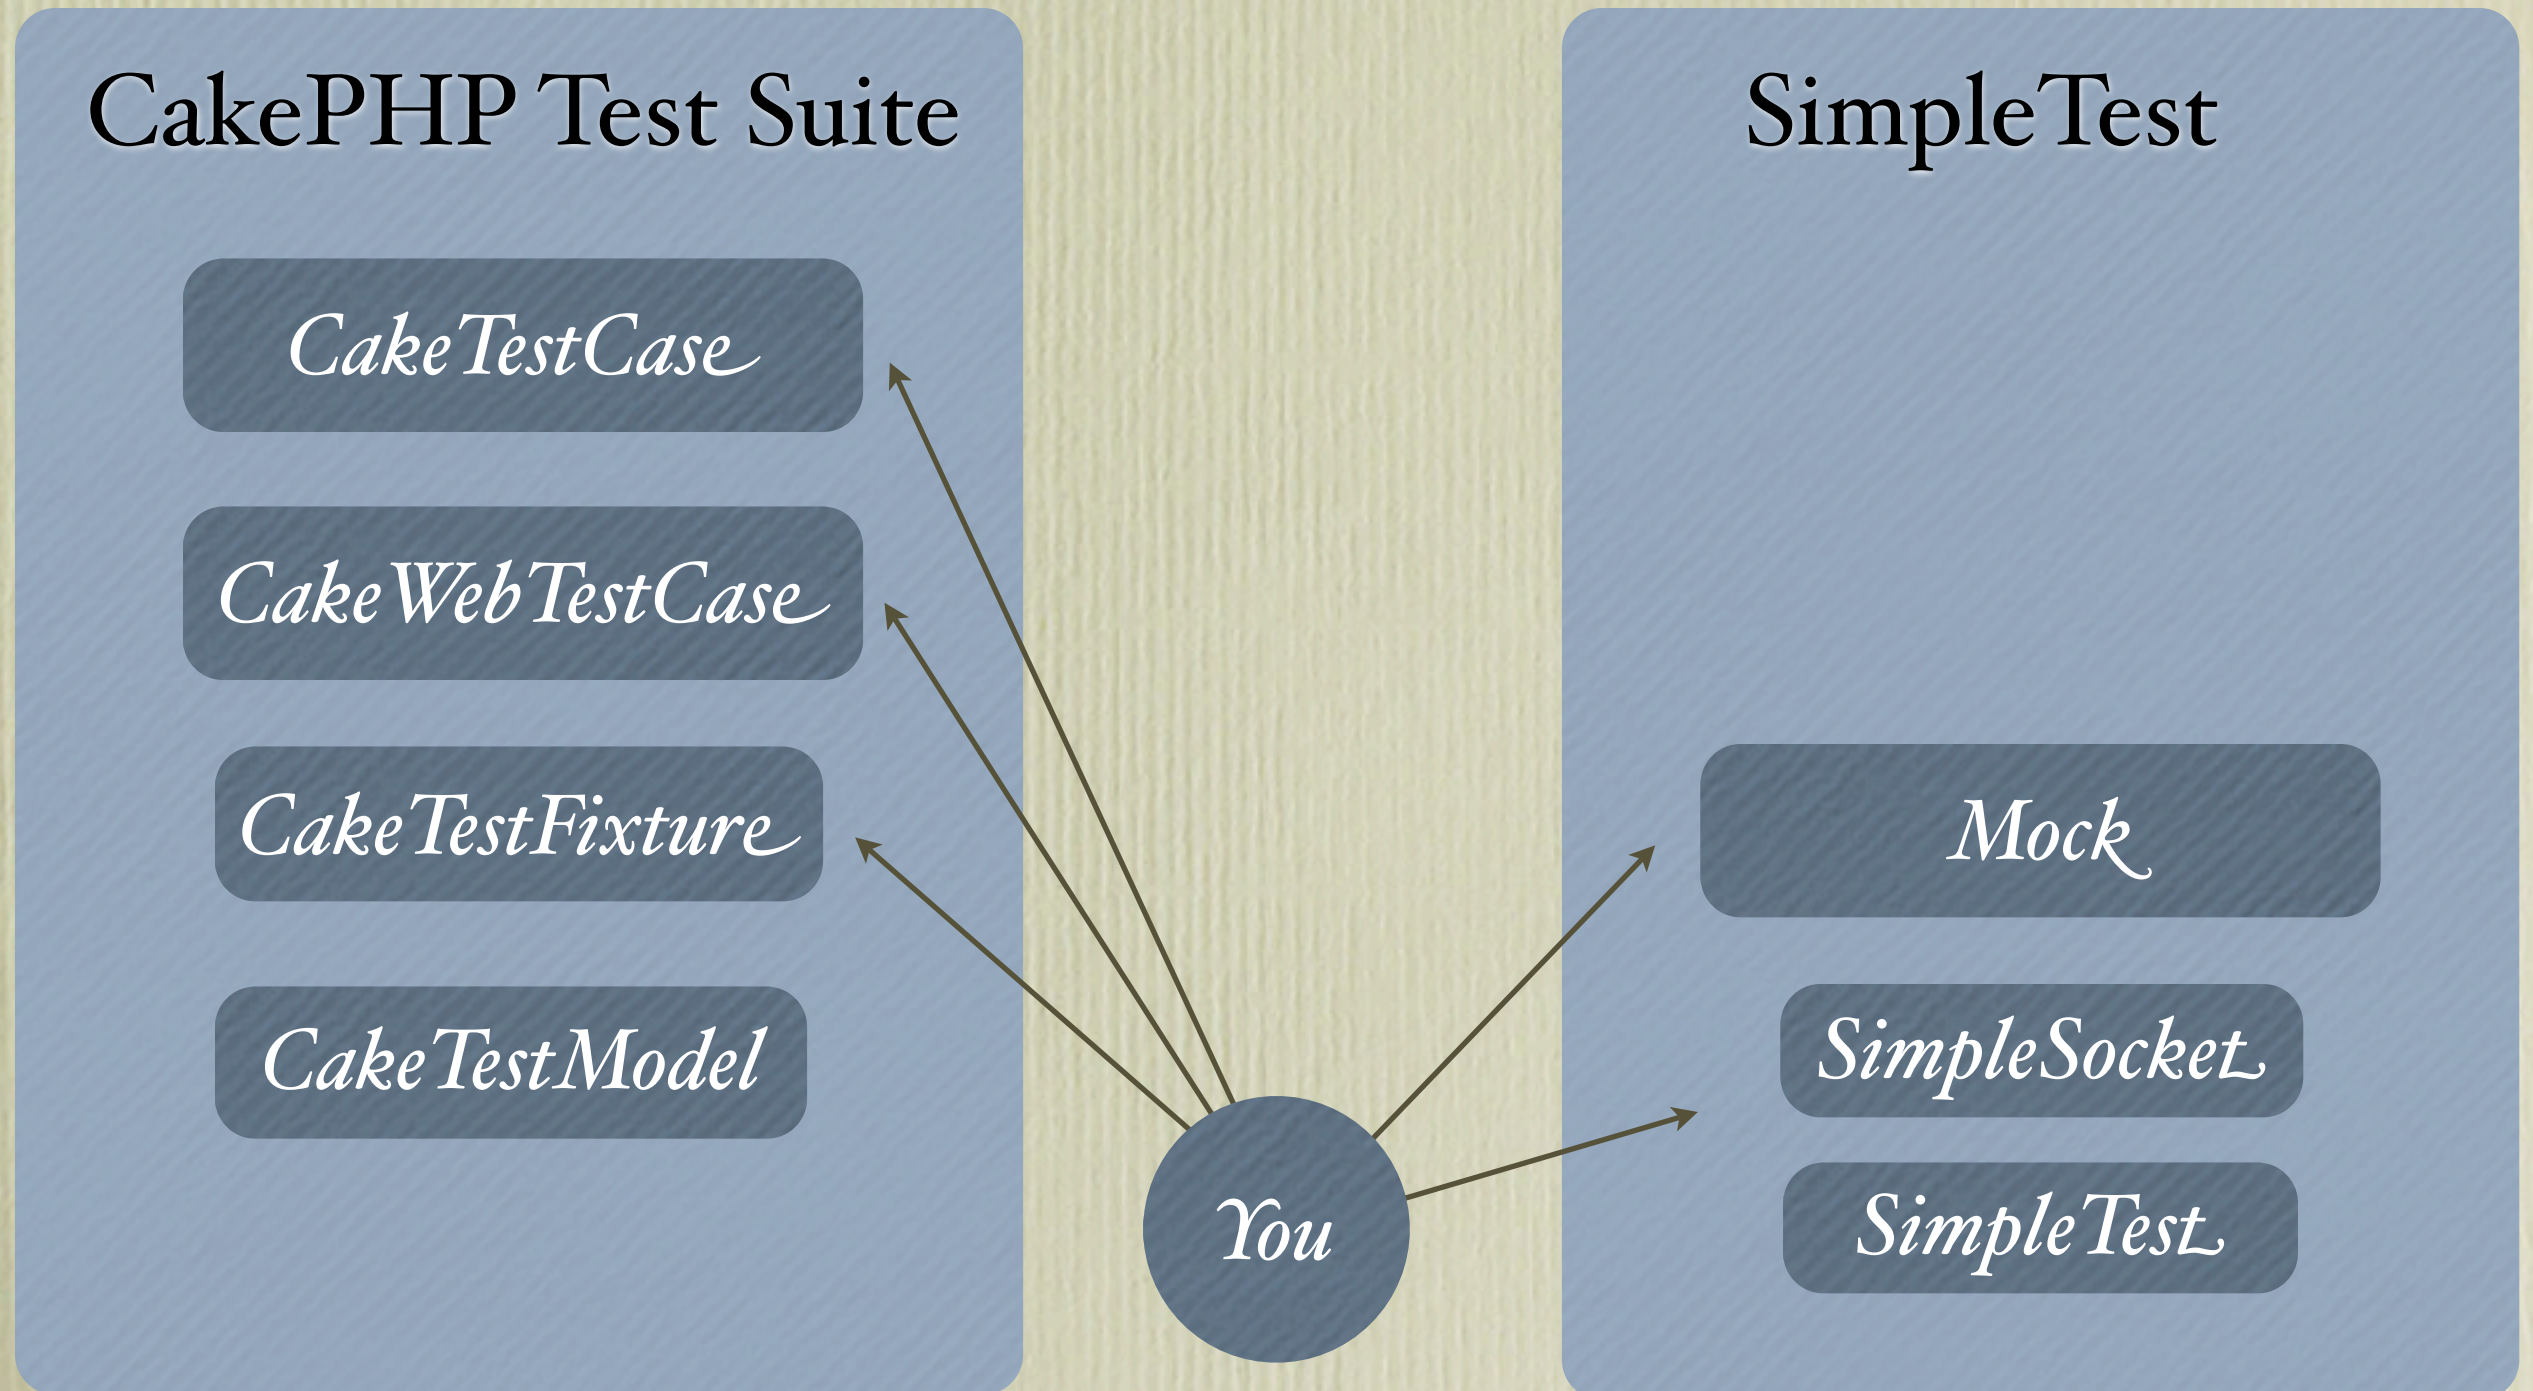 CakePHP Test Suite
CakeTestCase
CakeWebTestCase
CakeTestFixture
CakeTestModel
You
SimpleTest
Mock
SimpleSocket
SimpleTest